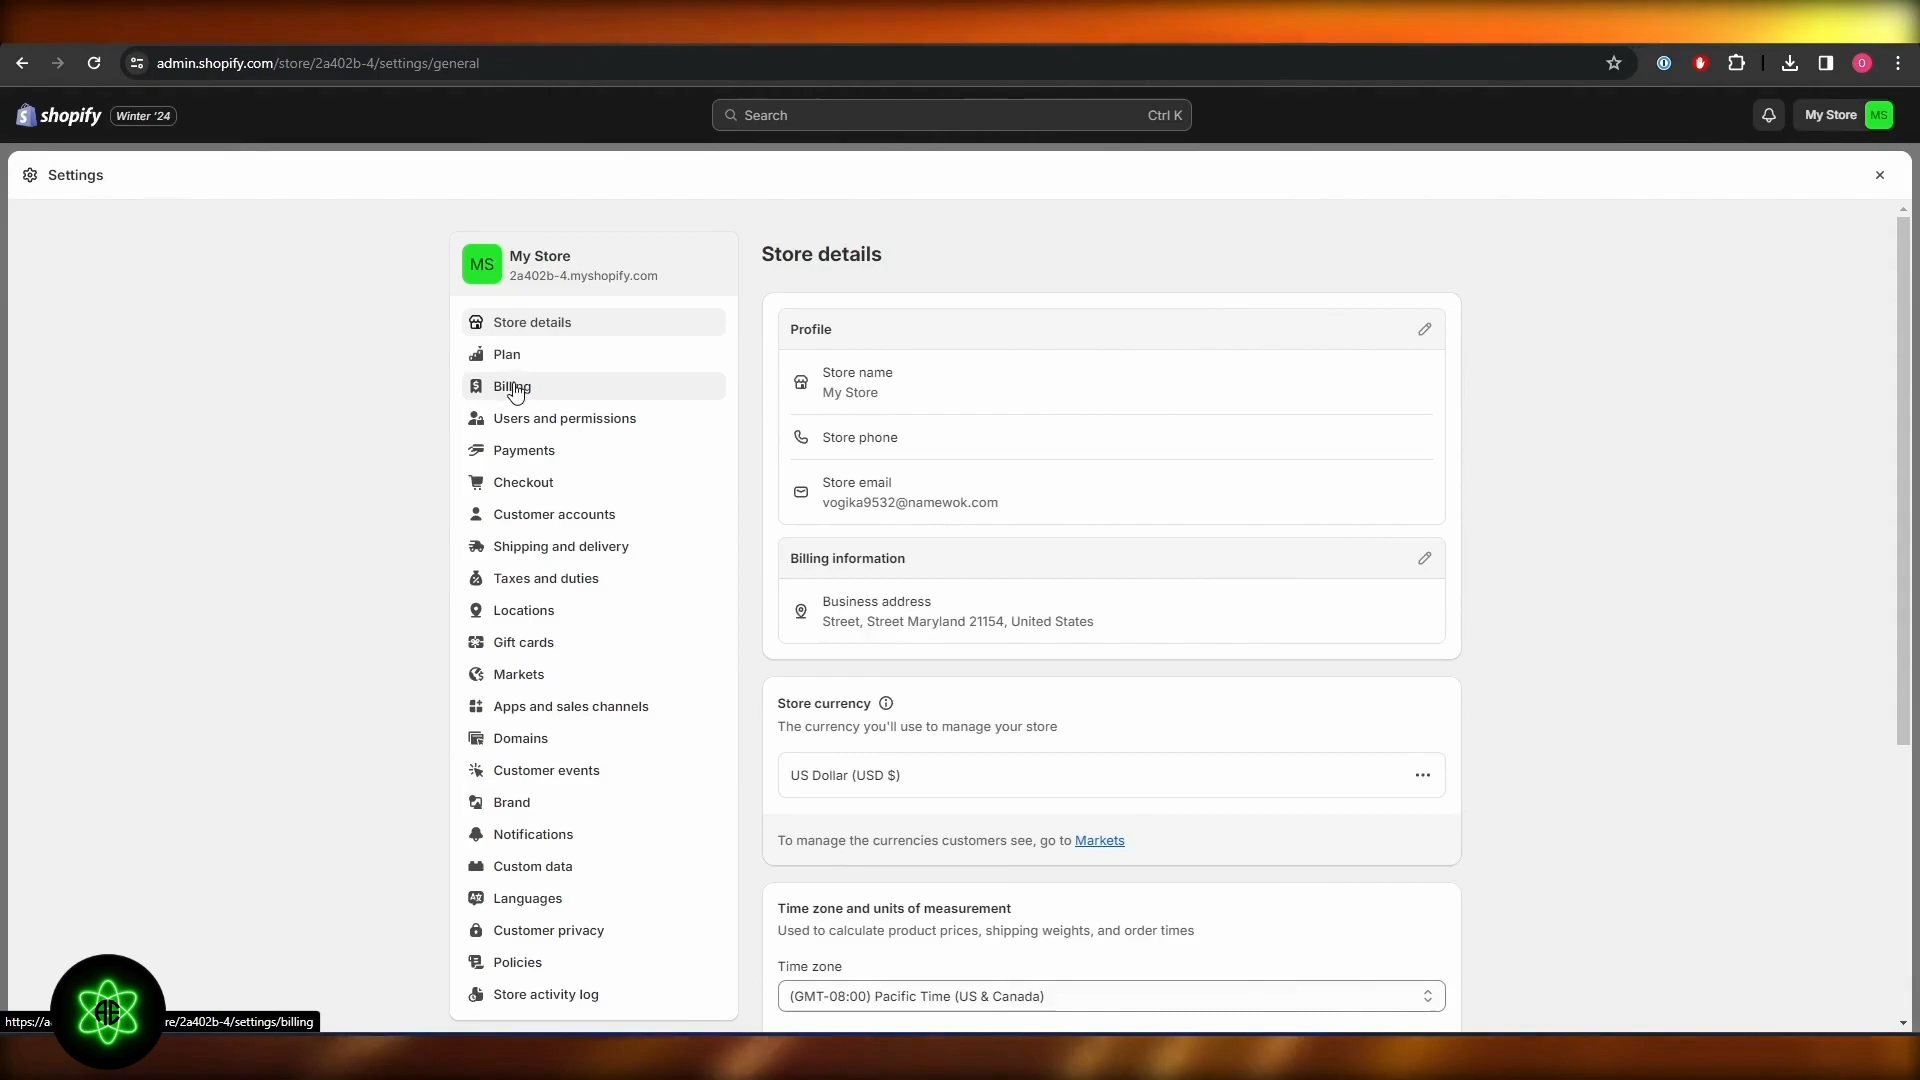 admin.shopify.com/store/2a402b-4/settings/general
shopify
Winter '24
Search
Ctrl K
My Store
MS
Settings
MS
My Store
2a402b-4.myshopify.com
Store details
Plan
Billing
Users and permissions
Payments
Checkout
Customer accounts
Shipping and delivery
Taxes and duties
Locations
Gift cards
Markets
Apps and sales channels
Domains
Customer events
Brand
Notifications
Custom data
Languages
Customer privacy
Policies
Store activity log
Store details
Profile
Store name
My Store
Store phone
Store email
vogika9532@namewok.com
Billing information
Business address
Street, Street Maryland 21154, United States
Store currency
The currency you'll use to manage your store
US Dollar (USD $)
To manage the currencies customers see, go to Markets
Time zone and units of measurement
Used to calculate product prices, shipping weights, and order times
Time zone
(GMT-08:00) Pacific Time (US & Canada)
https://a
re/2a402b-4/settings/billing